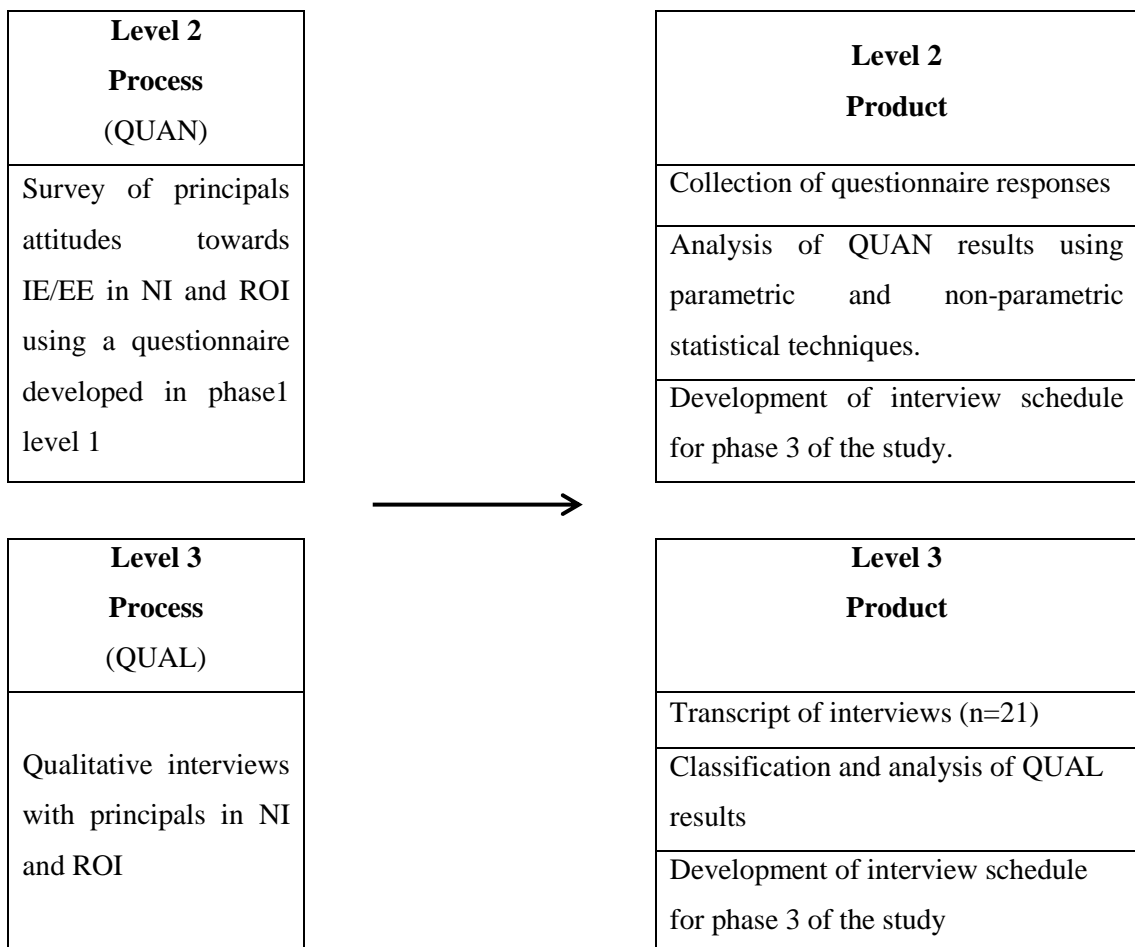 Level 2
Process
(QUAN)
Survey of principals
attitudes towards
IE/EE in NI and ROI
using a questionnaire
developed in phase1
level 1
Level 2
Product
Collection of questionnaire responses
Analysis of QUAN results using
parametric and non-parametric
statistical techniques.
Development of interview schedule
for phase 3 of the study.
Level 3
Process
(QUAL)
Qualitative interviews
with principals in NI
and ROI
Level 3
Product
Transcript of interviews (n=21)
Classification and analysis of QUAL
results
Development of interview schedule
for phase 3 of the study